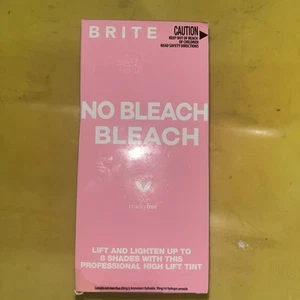 BRITE
CAUTION
KEEP OUT OF REACH
OF CHILDREN
READ SAFETY DIRECTIONS
NO BLEACH
BLEACH
LIFT AND LIGHTEN UP TO
8 SHADES WITH THIS
PROFESSIONAL HIGH LIFT TINT